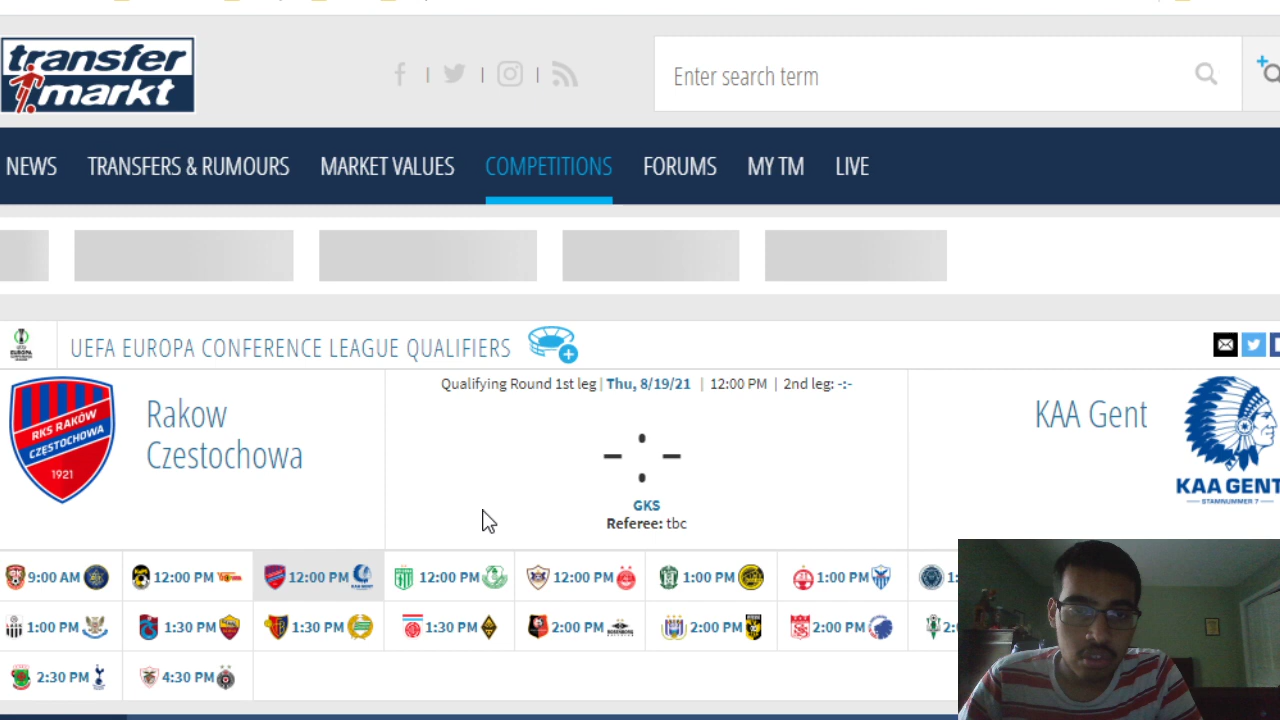 transfer
markt
Enter search term
NEWS TRANSFERS & RUMOURS MARKET VALUES COMPETITIONS FORUMS MY TM LIVE
UEFA EUROPA CONFERENCE LEAGUE QUALIFIERS
Qualifying Round 1st leg | Thu, 8/19/21 | 12:00 PM | 2nd leg: -:-
RKS RAKÓW
CZĘSTOCHOWA
1921
Rakow
Czestochowa
- : -
GKS
Referee: tbc
KAA Gent
KAA GENT
STAMNUMMER 7
9:00 AM 12:00 PM 12:00 PM 12:00 PM 12:00 PM 1:00 PM 1:00 PM
1:00 PM 1:30 PM 1:30 PM 1:30 PM 2:00 PM 2:00 PM 2:00 PM
2:30 PM 4:30 PM